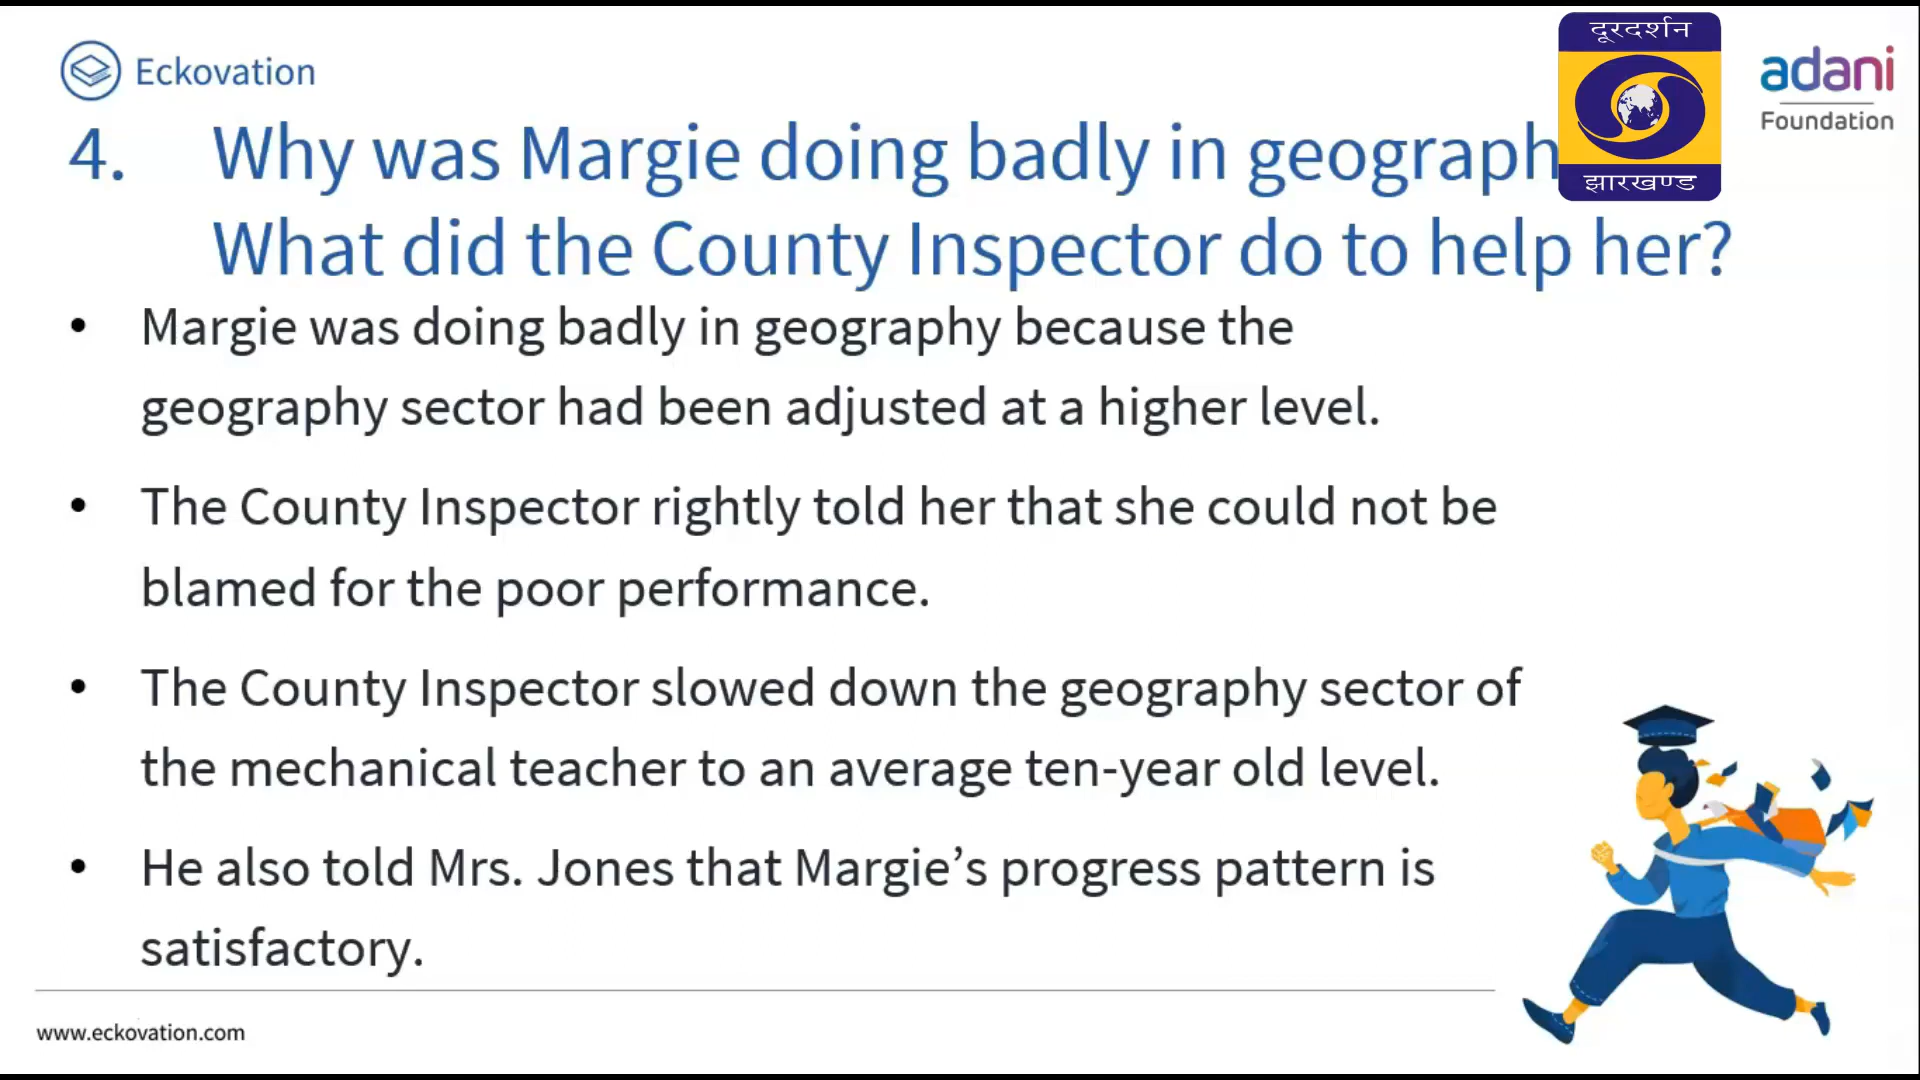 Eckovation
दूरदर्शन
झारखण्ड
adani
Foundation
4. Why was Margie doing badly in geograph
What did the County Inspector do to help her?
• Margie was doing badly in geography because the
geography sector had been adjusted at a higher level.
• The County Inspector rightly told her that she could not be
blamed for the poor performance.
• The County Inspector slowed down the geography sector of
the mechanical teacher to an average ten-year old level.
• He also told Mrs. Jones that Margie’s progress pattern is
satisfactory.
www.eckovation.com